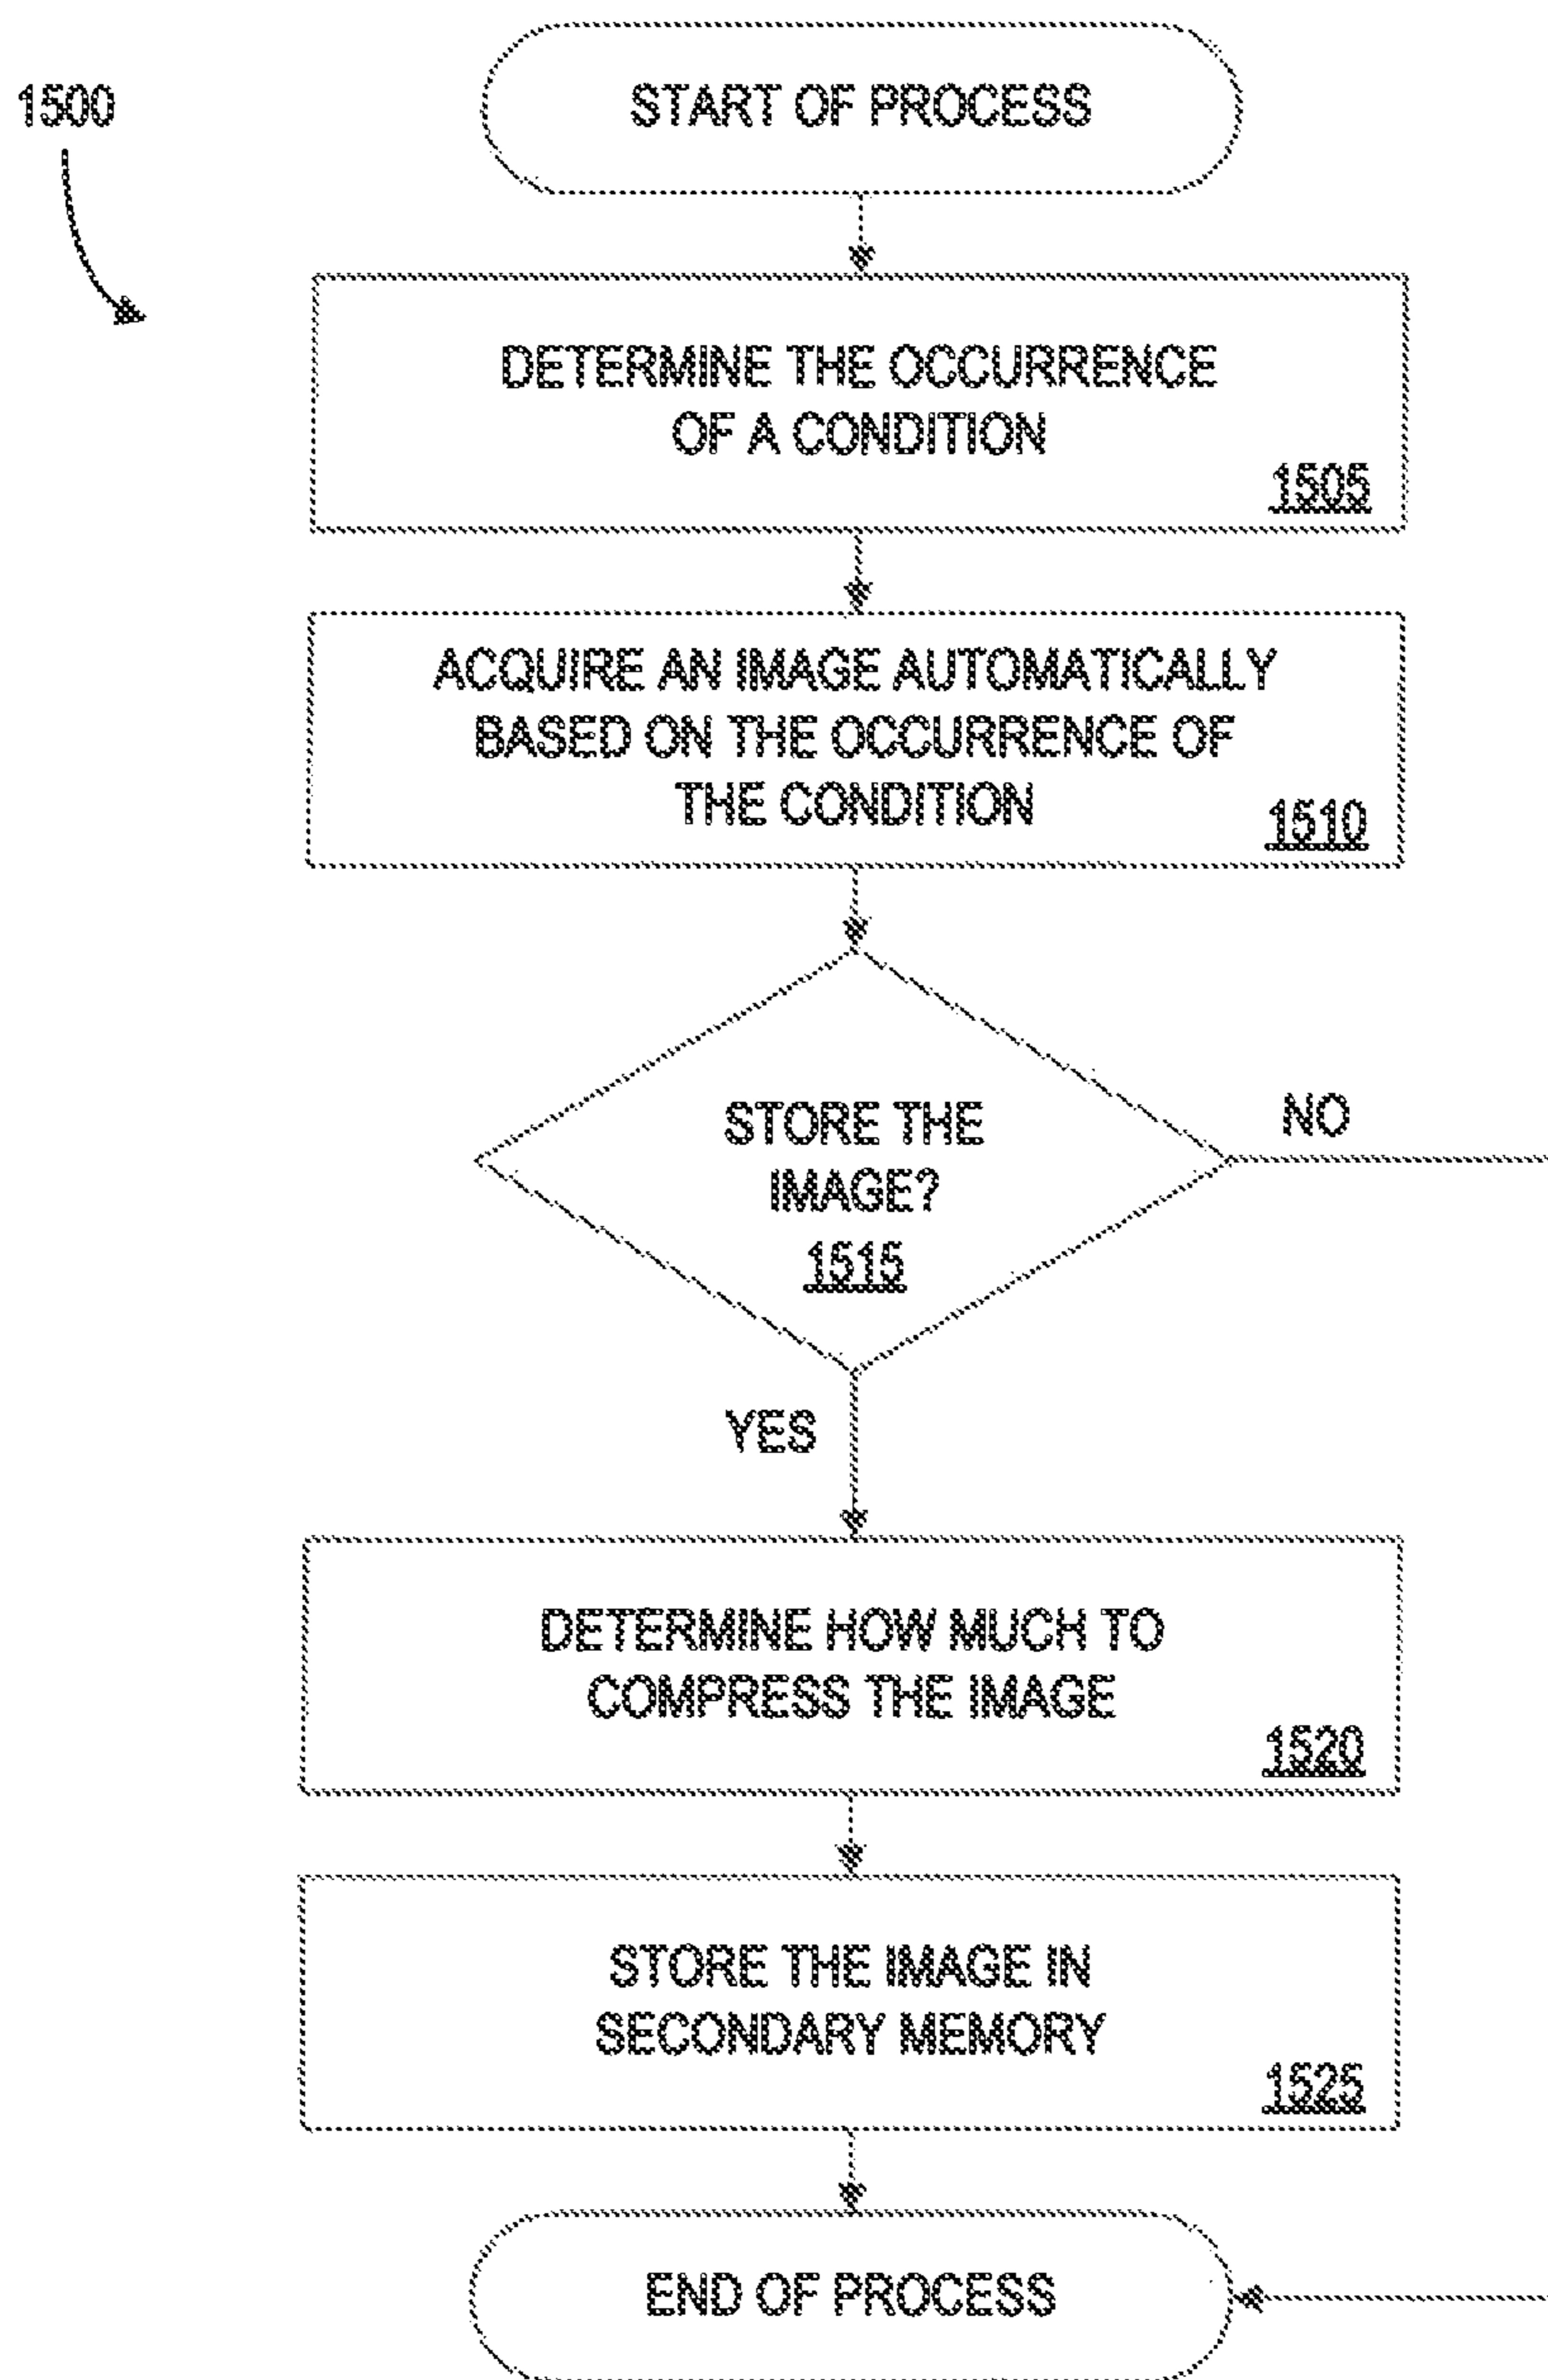 1500
START OF PROCESS
DETERMINE THE OCCURRENCE
OF A CONDITION
1505
ACQUIRE AN IMAGE AUTOMATICALLY
BASED ON THE OCCURRENCE OF
THE CONDITION
1510
STORE THE
IMAGE?
1515
NO
YES
DETERMINE HOW MUCH TO
COMPRESS THE IMAGE
1520
STORE THE IMAGE IN
SECONDARY MEMORY
1525
END OF PROCESS